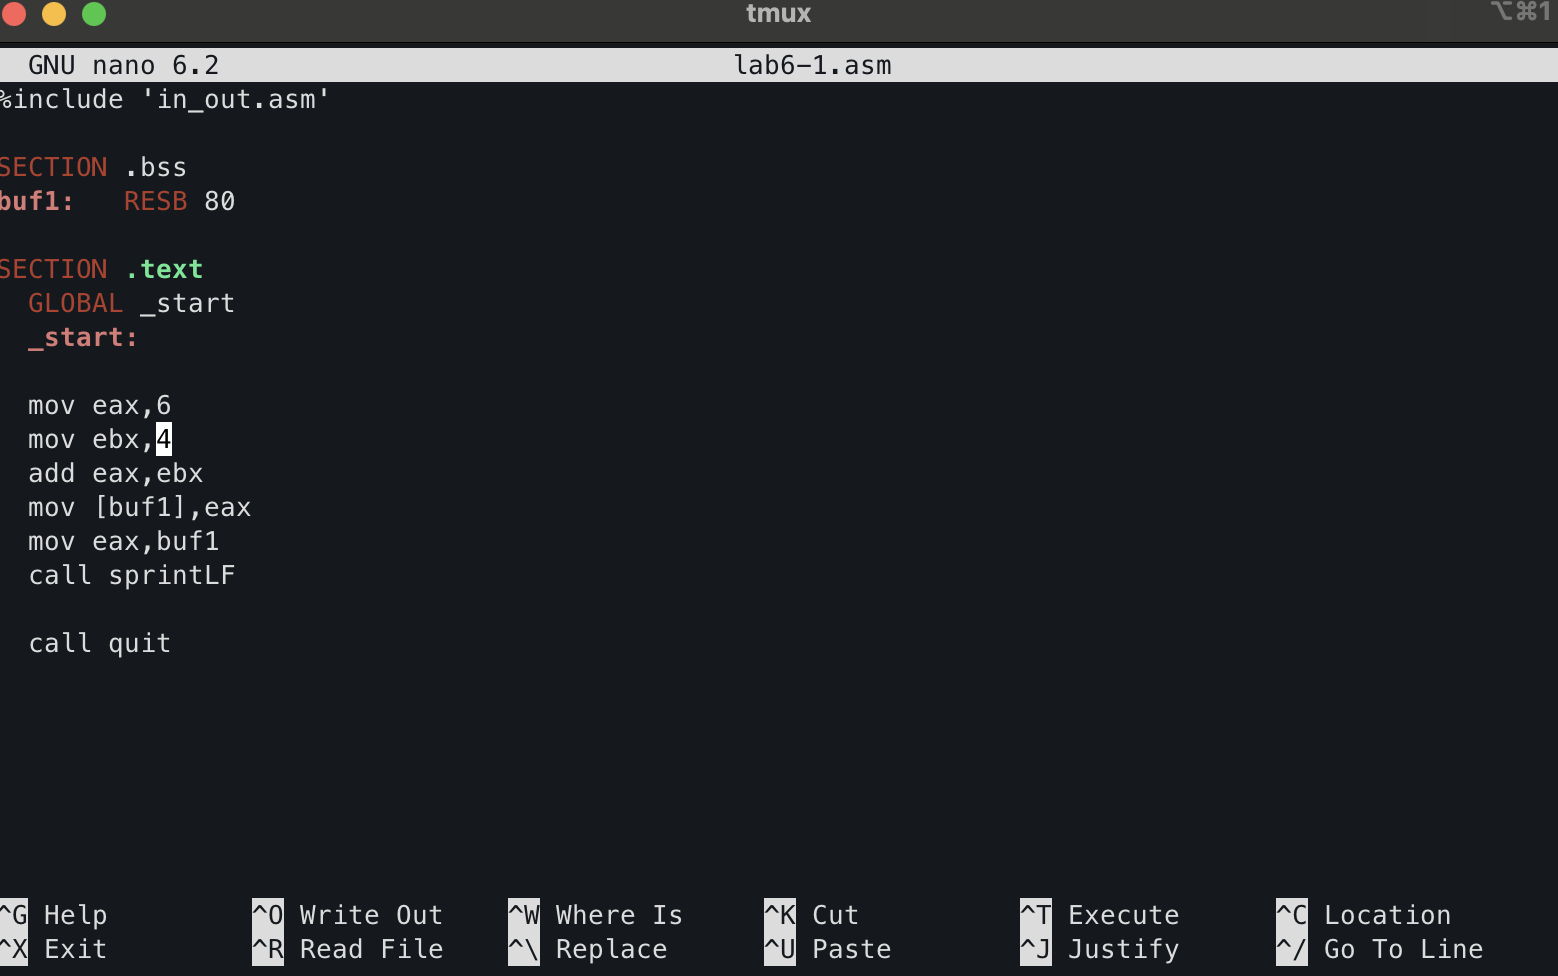 tmux ⌥⌘1
GNU nano 6.2 lab6-1.asm
%include 'in_out.asm'
SECTION .bss
buf1: RESB 80
SECTION .text
GLOBAL _start
_start:
mov eax,6
mov ebx,4
add eax,ebx
mov [buf1],eax
mov eax,buf1
call sprintLF
call quit
^G Help ^O Write Out ^W Where Is ^K Cut ^T Execute ^C Location
^X Exit ^R Read File ^\ Replace ^U Paste ^J Justify ^/ Go To Line